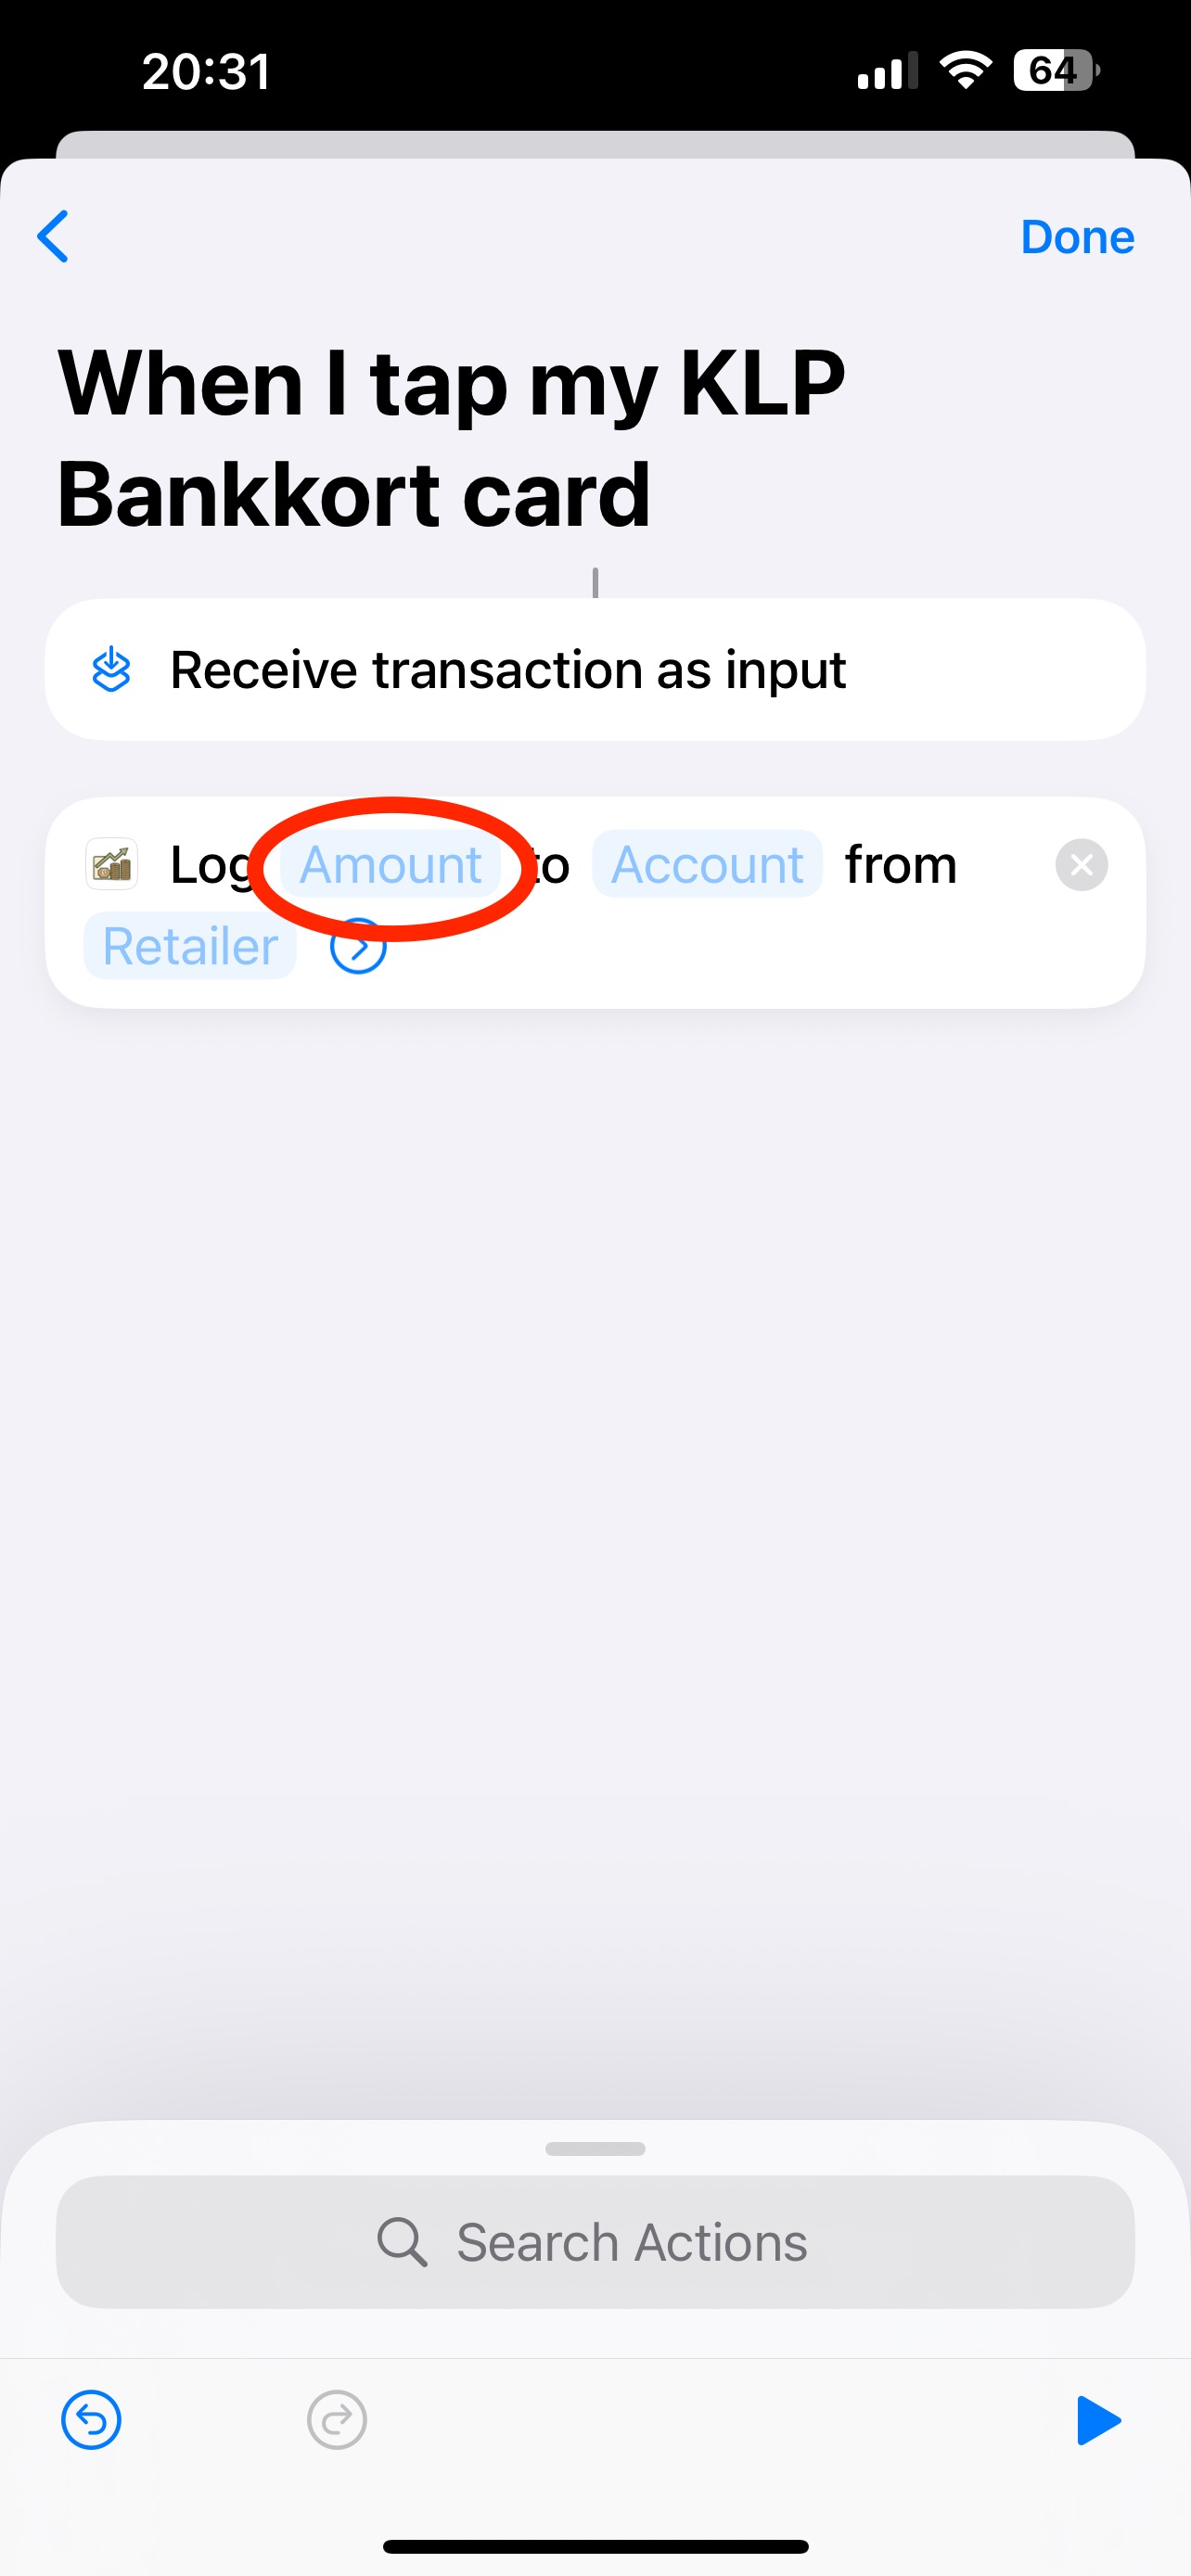 20:31
64
Done
When I tap my KLP
Bankkort card
Receive transaction as input
Log Amount to Account from
Retailer
Search Actions